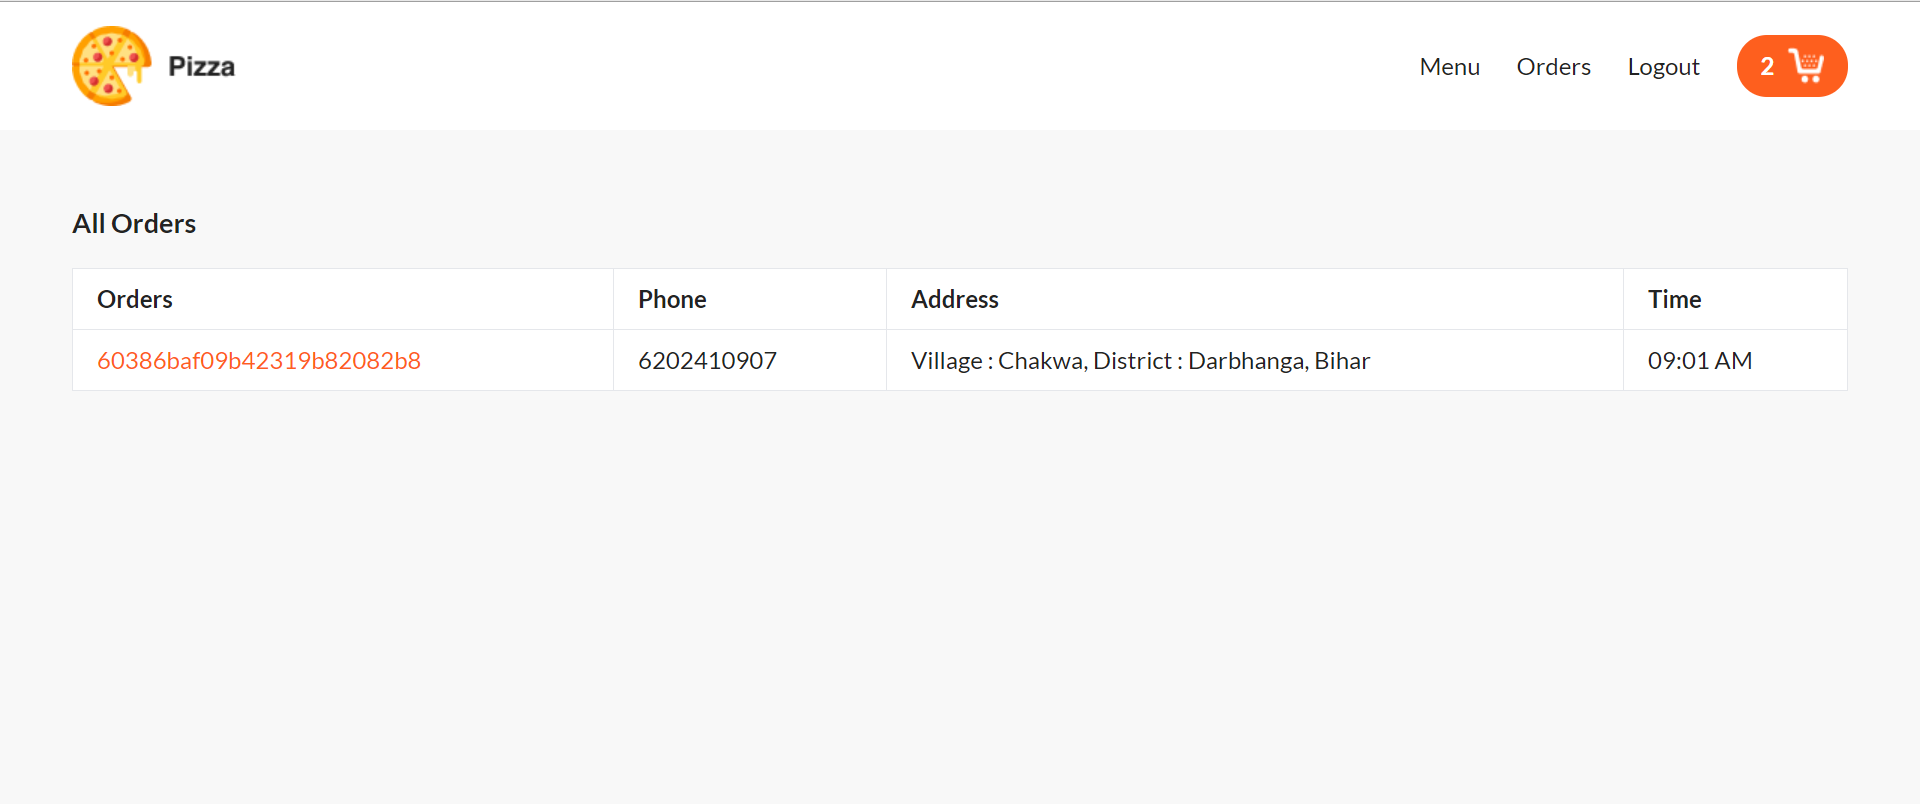 Pizza
Menu Orders Logout 2
All Orders
Orders Phone Address Time
60386baf09b42319b82082b8 6202410907 Village : Chakwa, District : Darbhanga, Bihar 09:01 AM